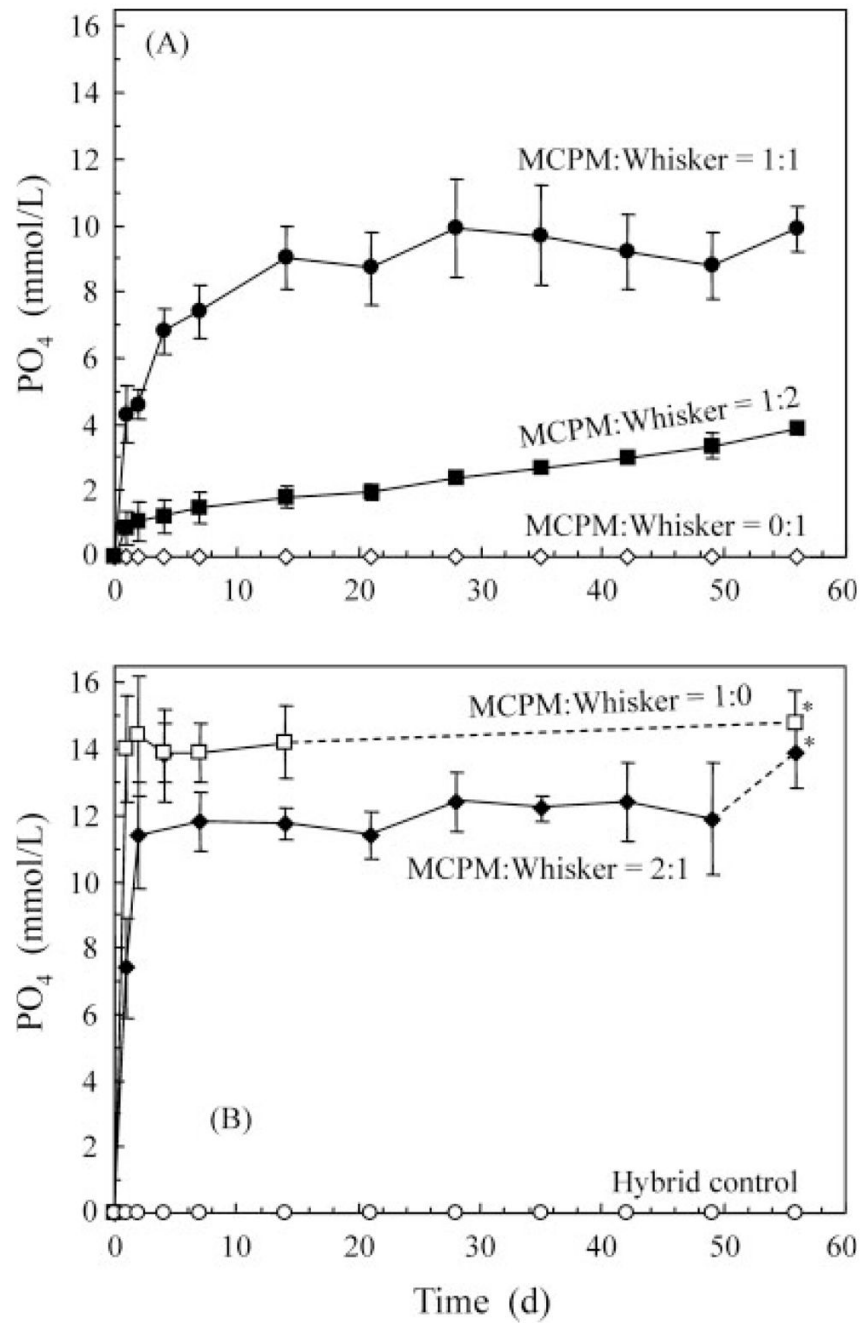 (A)
16
14
12
10
8
6
4
2
0
PO4 (mmol/L)
MCPM:Whisker = 1:1
MCPM:Whisker = 1:2
MCPM:Whisker = 0:1
0 10 20 30 40 50 60
16
14
12
10
8
6
4
2
0
PO4 (mmol/L)
MCPM:Whisker = 1:0
*
*
MCPM:Whisker = 2:1
(B)
Hybrid control
0 10 20 30 40 50 60
Time (d)